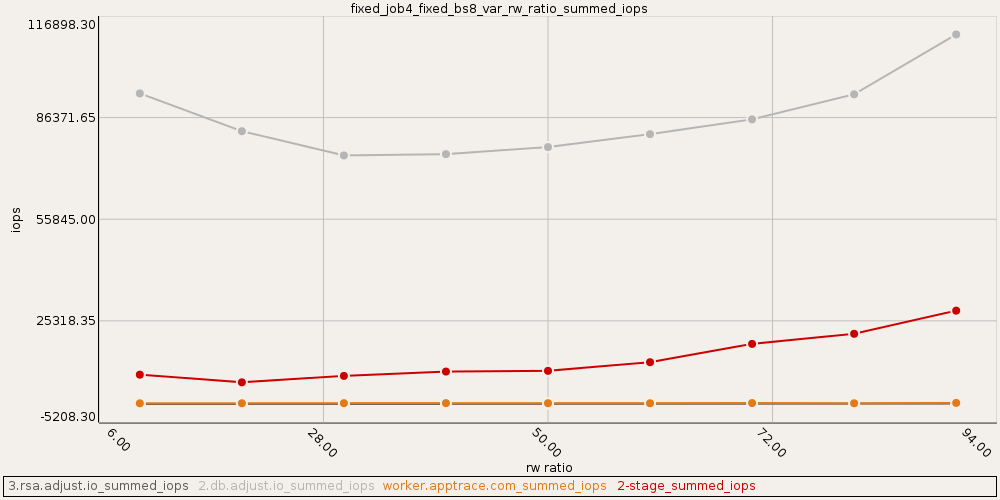 fixed_job4_fixed_bs8_var_rw_ratio_summed_iops
116898.30
86371.65
55845.00
25318.35
-5208.30
iops
6.00
28.00
50.00
72.00
94.00
rw ratio
3.rsa.adjust.io_summed_iops 2.db.adjust.io_summed_iops worker.apptrace.com_summed_iops 2-stage_summed_iops